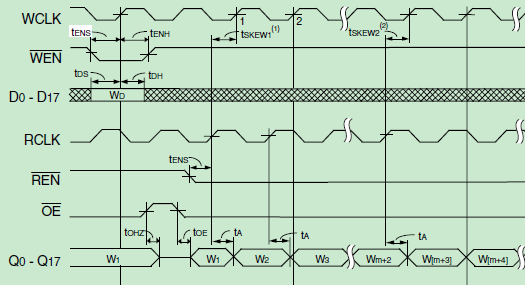 WCLK 1 2
tENS tENH tSKEW1(1) tSKEW2(2)
WEN
tDS tDH
D0 - D17 WD
RCLK
tENS
REN
OE
tOHZ tOE tA tA tA
Q0 - Q17 W1 W1 W2 W3 Wm+2 W[m+3] W[m+4]